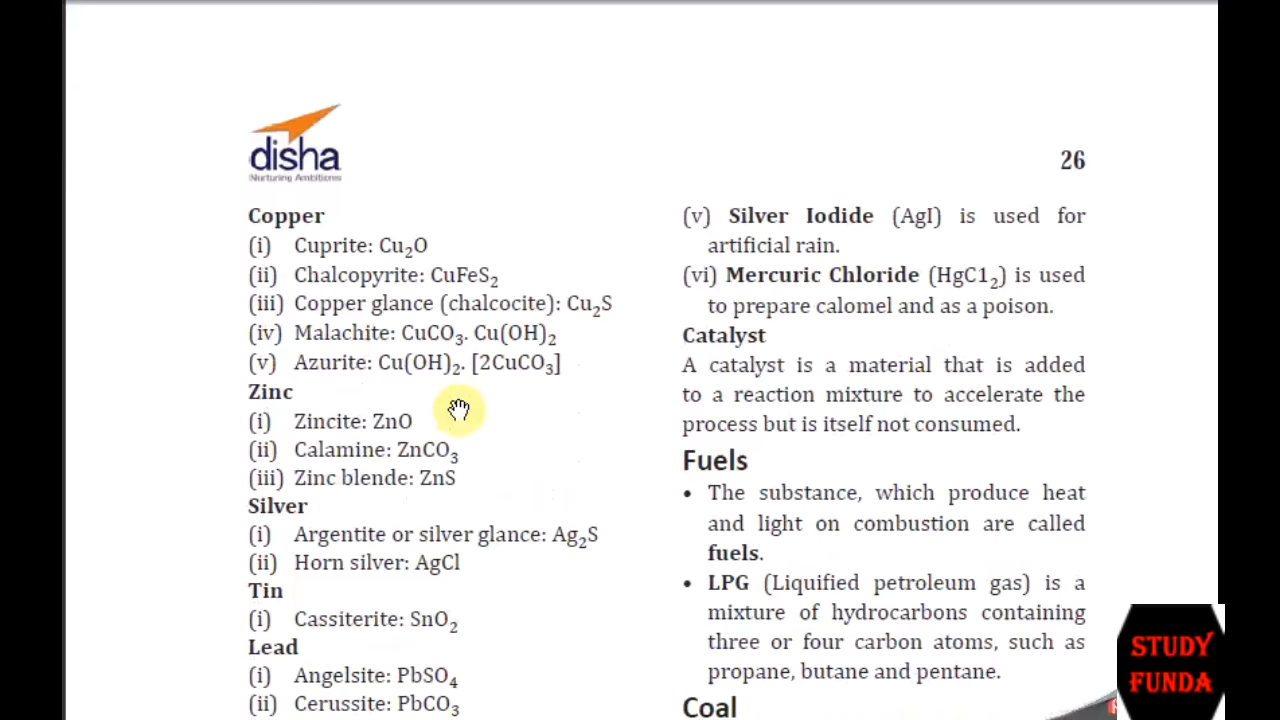 disha
Nurturing Ambitions
26
Copper
(i) Cuprite: Cu₂O
(ii) Chalcopyrite: CuFeS₂
(iii) Copper glance (chalcocite): Cu₂S
(iv) Malachite: CuCO₃. Cu(OH)₂
(v) Azurite: Cu(OH)₂. [2CuCO₃]
Zinc
(i) Zincite: ZnO
(ii) Calamine: ZnCO₃
(iii) Zinc blende: ZnS
Silver
(i) Argentite or silver glance: Ag₂S
(ii) Horn silver: AgCl
Tin
(i) Cassiterite: SnO₂
Lead
(i) Angelsite: PbSO₄
(ii) Cerussite: PbCO₃
(v) Silver Iodide (AgI) is used for
artificial rain.
(vi) Mercuric Chloride (HgC1₂) is used
to prepare calomel and as a poison.
Catalyst
A catalyst is a material that is added
to a reaction mixture to accelerate the
process but is itself not consumed.
Fuels
• The substance, which produce heat
and light on combustion are called
fuels.
• LPG (Liquified petroleum gas) is a
mixture of hydrocarbons containing
three or four carbon atoms, such as
propane, butane and pentane.
Coal
STUDY
FUNDA